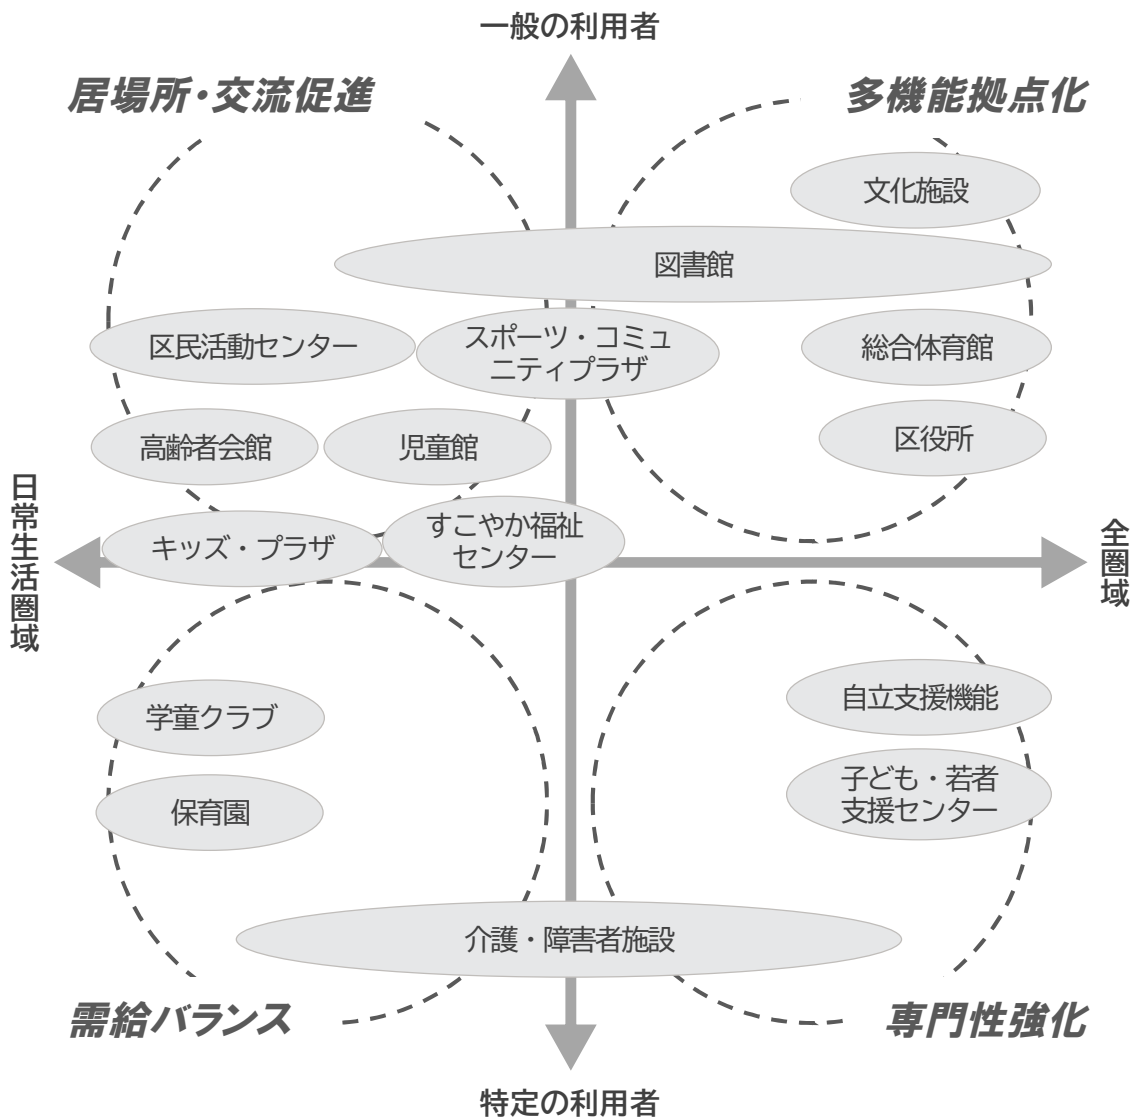 一般の利用者
居場所・交流促進
多機能拠点化
文化施設
図書館
区民活動センター
スポーツ・コミュ
ニティプラザ
総合体育館
高齢者会館
児童館
区役所
日常生活圏域
キッズ・プラザ
すこやか福祉
センター
全圏域
学童クラブ
自立支援機能
保育園
子ども・若者
支援センター
介護・障害者施設
需給バランス
専門性強化
特定の利用者